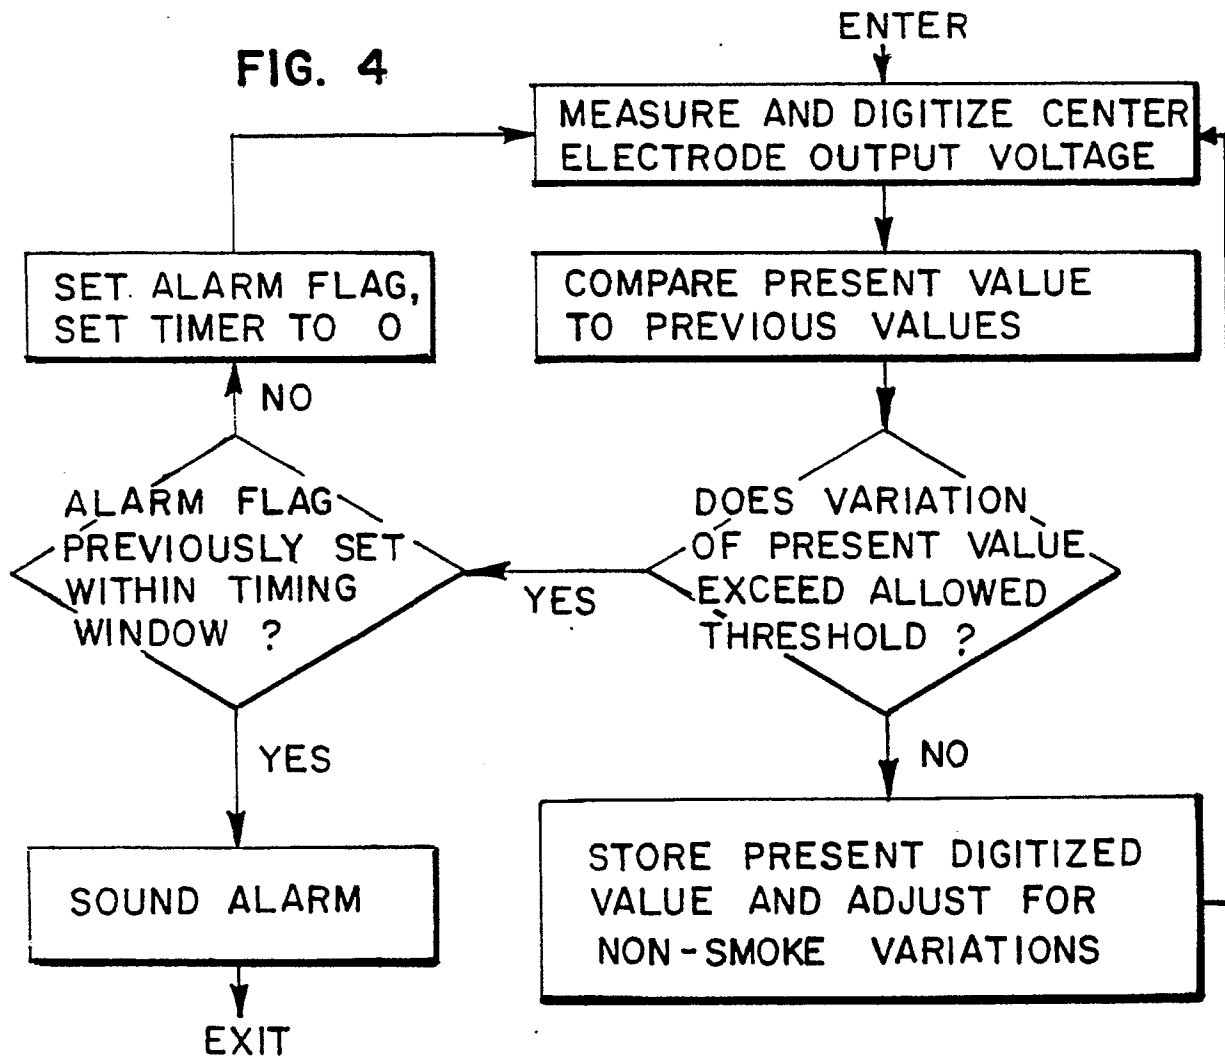 FIG. 4
ENTER
MEASURE AND DIGITIZE CENTER
ELECTRODE OUTPUT VOLTAGE
SET ALARM FLAG,
SET TIMER TO 0
COMPARE PRESENT VALUE
TO PREVIOUS VALUES
NO
ALARM FLAG
PREVIOUSLY SET
WITHIN TIMING
WINDOW ?
YES
DOES VARIATION
OF PRESENT VALUE
EXCEED ALLOWED
THRESHOLD ?
YES
NO
SOUND ALARM
STORE PRESENT DIGITIZED
VALUE AND ADJUST FOR
NON-SMOKE VARIATIONS
EXIT